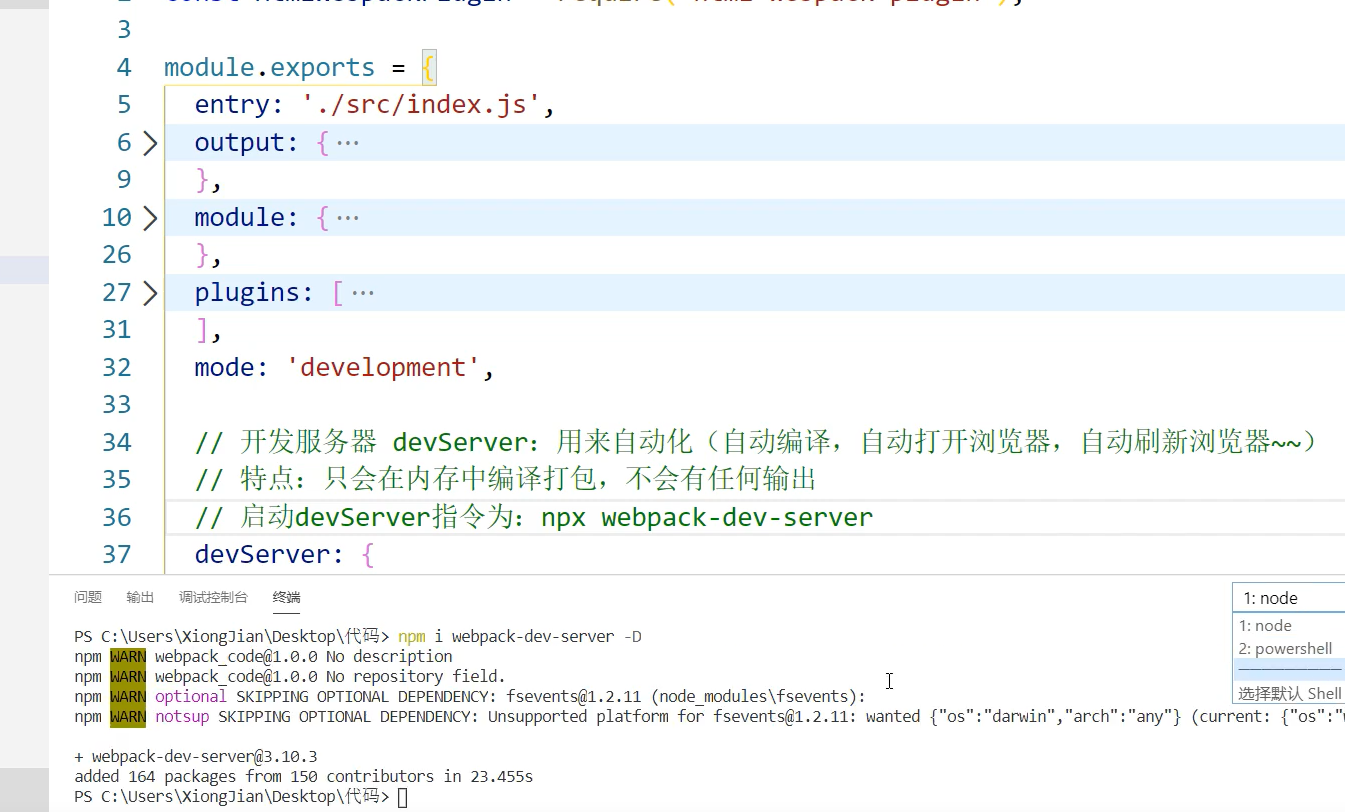 3
4 module.exports = {
5 entry: './src/index.js',
6 output: { ···
9 },
10 module: { ···
26 },
27 plugins: [ ···
31 ],
32 mode: 'development',
33
34 // 开发服务器 devServer：用来自动化（自动编译，自动打开浏览器，自动刷新浏览器~~）
35 // 特点：只会在内存中编译打包，不会有任何输出
36 // 启动devServer指令为：npx webpack-dev-server
37 devServer: {
问题 输出 调试控制台 终端
1: node
1: node
2: powershell
选择默认 Shell
PS C:\Users\XiongJian\Desktop\代码> npm i webpack-dev-server -D
npm WARN webpack_code@1.0.0 No description
npm WARN webpack_code@1.0.0 No repository field.
npm WARN optional SKIPPING OPTIONAL DEPENDENCY: fsevents@1.2.11 (node_modules\fsevents):
npm WARN notsup SKIPPING OPTIONAL DEPENDENCY: Unsupported platform for fsevents@1.2.11: wanted {"os":"darwin","arch":"any"} (current: {"os":"
+ webpack-dev-server@3.10.3
added 164 packages from 150 contributors in 23.455s
PS C:\Users\XiongJian\Desktop\代码>